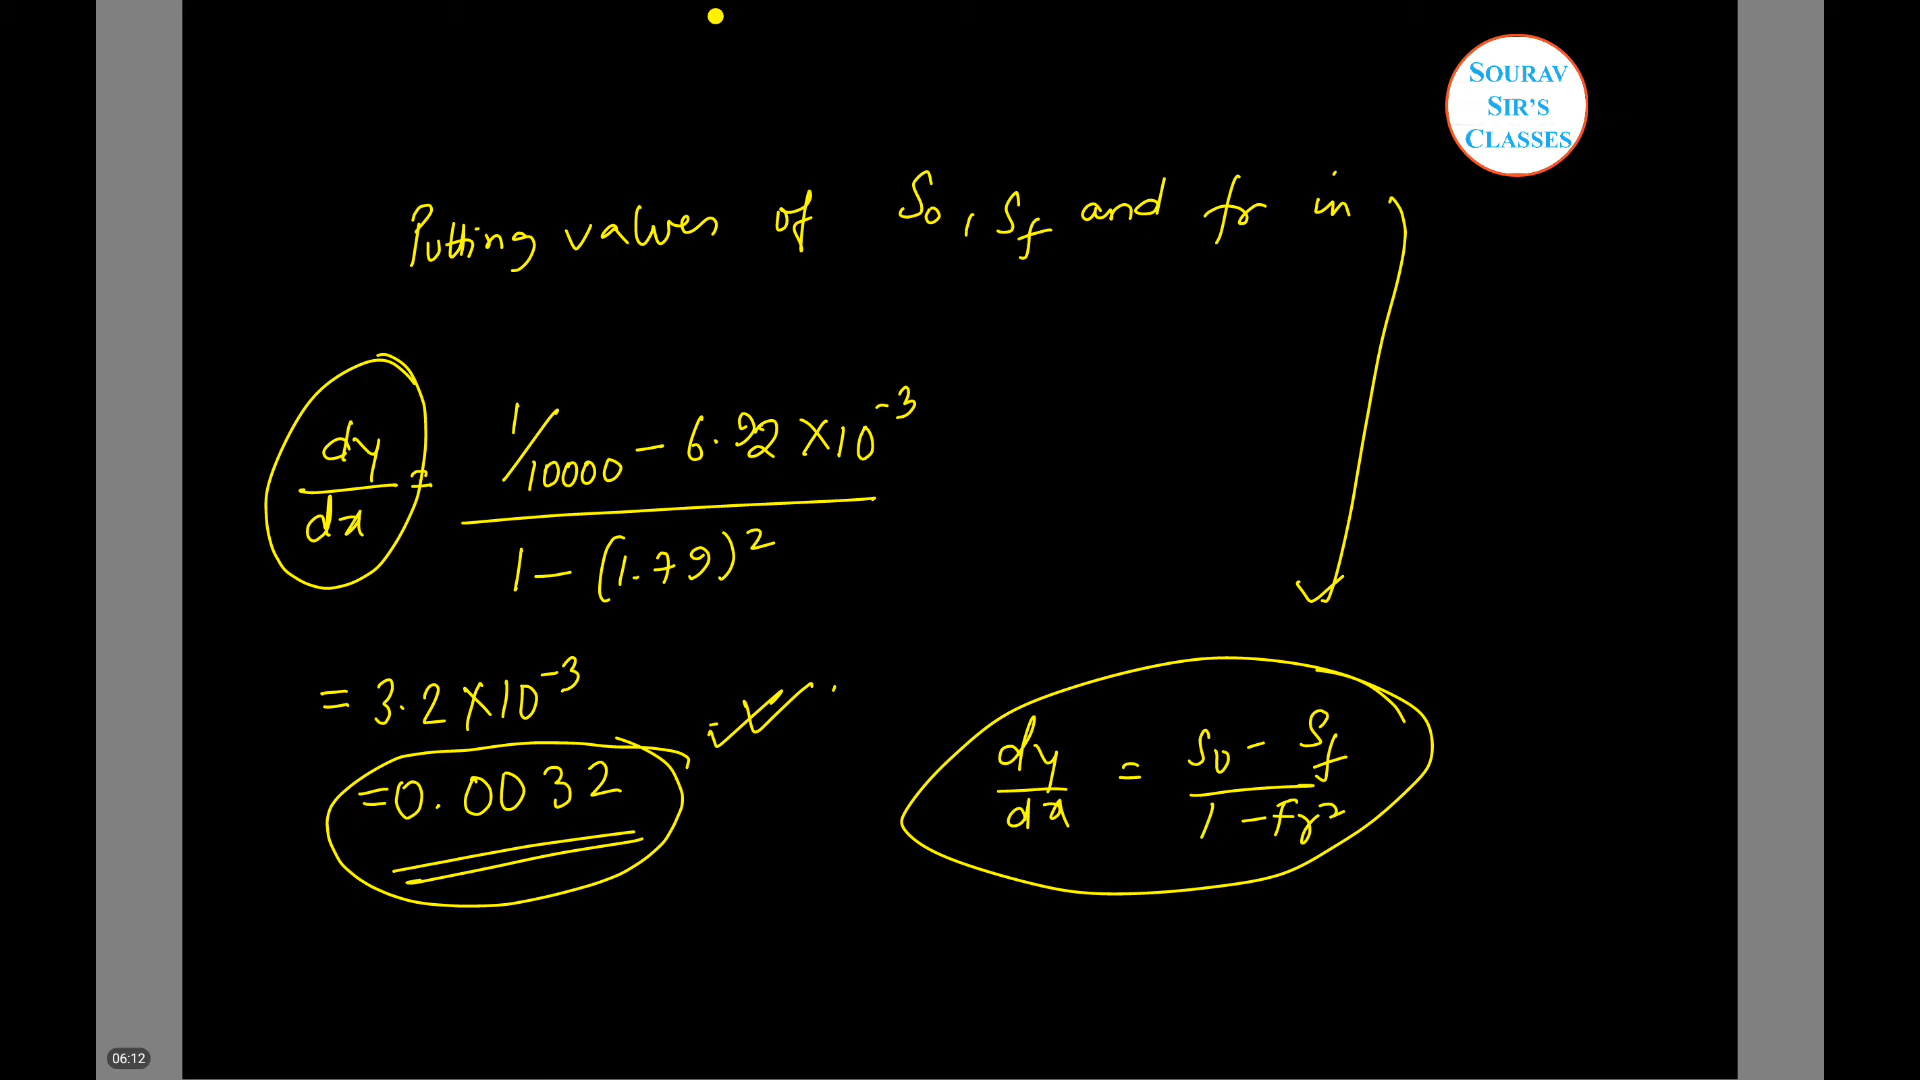 SOURAV
SIR'S
CLASSES
Putting values of S₀, S_f and fr in
dy/dx = (1/10000 - 6.92 × 10⁻³) / (1 - (1.79)²)
= 3.2 × 10⁻³
= 0.0032
dy/dx = (S₀ - S_f) / (1 - Fr²)
06:12